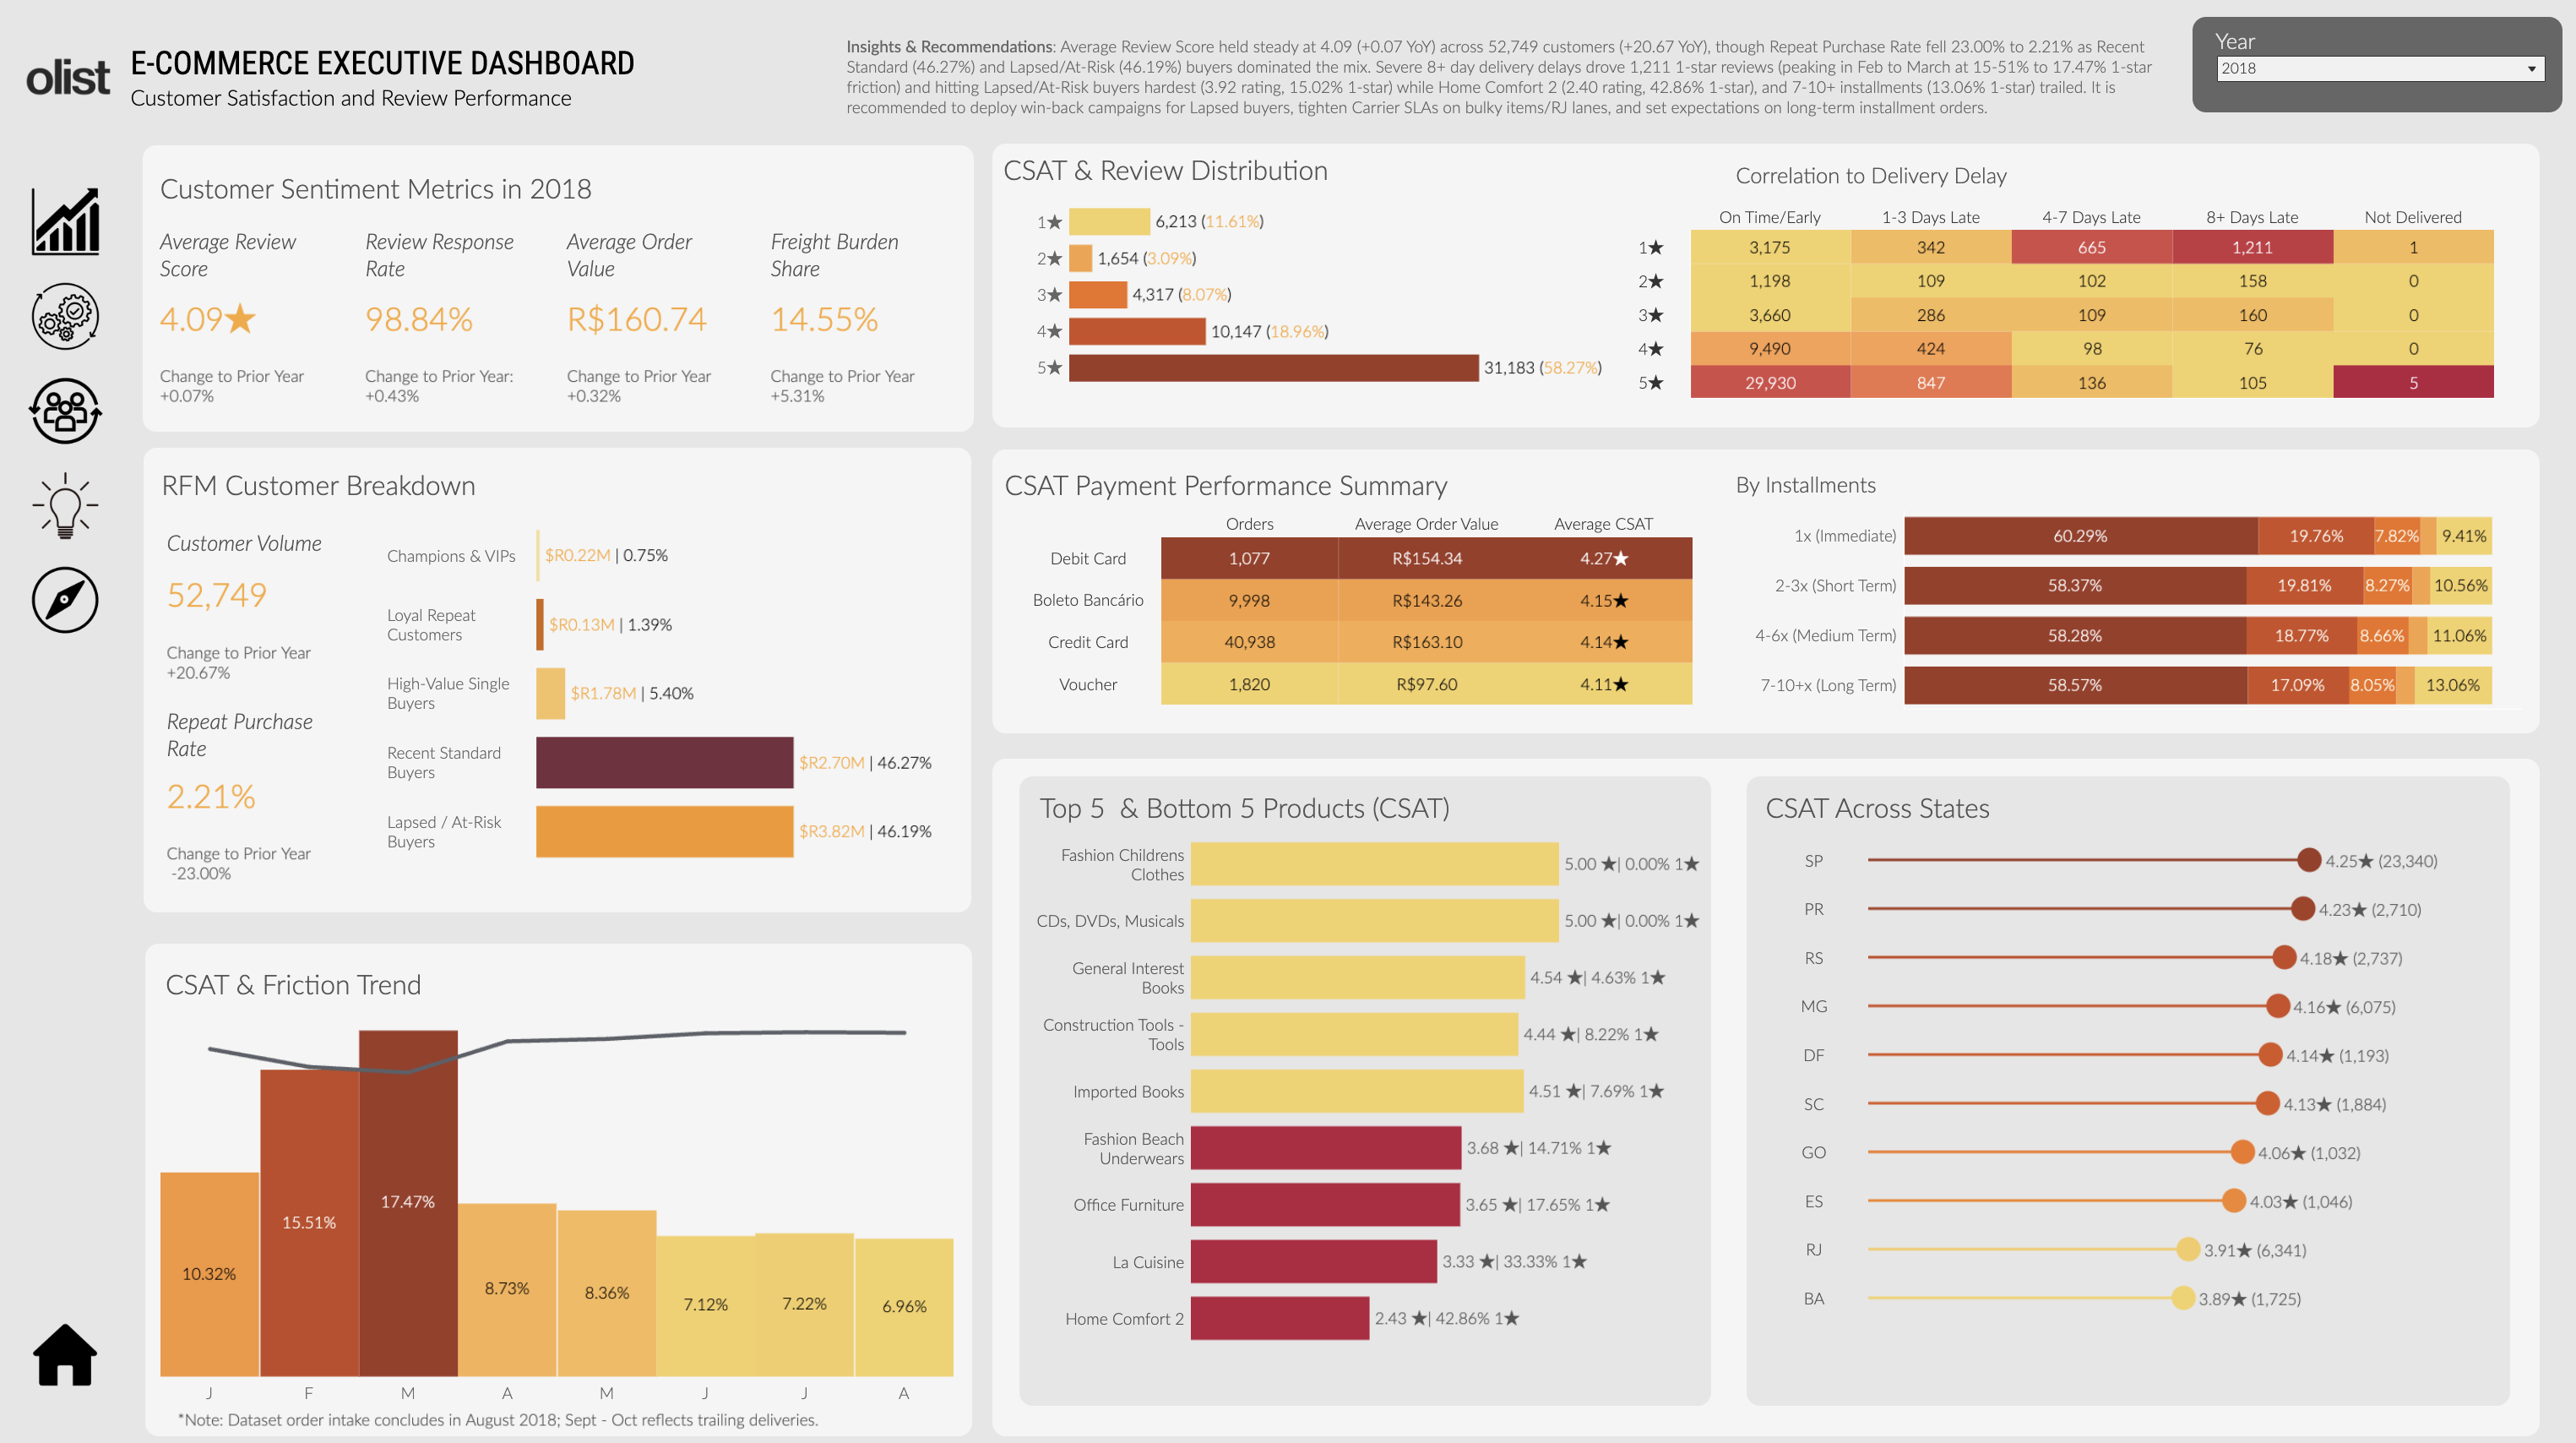 olist
E-COMMERCE EXECUTIVE DASHBOARD
Customer Satisfaction and Review Performance
Insights & Recommendations: Average Review Score held steady at 4.09 (+0.07 YoY) across 52,749 customers (+20.67 YoY), though Repeat Purchase Rate fell 23.00% to 2.21% as Recent
Standard (46.27%) and Lapsed/At-Risk (46.19%) buyers dominated the mix. Severe 8+ day delivery delays drove 1,211 1-star reviews (peaking in Feb to March at 15-51% to 17.47% 1-star
friction) and hitting Lapsed/At-Risk buyers hardest (3.92 rating, 15.02% 1-star) while Home Comfort 2 (2.40 rating, 42.86% 1-star), and 7-10+ installments (13.06% 1-star) trailed. It is
recommended to deploy win-back campaigns for Lapsed buyers, tighten Carrier SLAs on bulky items/RJ lanes, and set expectations on long-term installment orders.
Year
2018
Customer Sentiment Metrics in 2018
Average Review
Score
4.09★
Change to Prior Year
+0.07%
Review Response
Rate
98.84%
Change to Prior Year:
+0.43%
Average Order
Value
R$160.74
Change to Prior Year
+0.32%
Freight Burden
Share
14.55%
Change to Prior Year
+5.31%
CSAT & Review Distribution
1★ 6,213 (11.61%)
2★ 1,654 (3.09%)
3★ 4,317 (8.07%)
4★ 10,147 (18.96%)
5★ 31,183 (58.27%)
Correlation to Delivery Delay
On Time/Early 1-3 Days Late 4-7 Days Late 8+ Days Late Not Delivered
1★ 3,175 342 665 1,211 1
2★ 1,198 109 102 158 0
3★ 3,660 286 109 160 0
4★ 9,490 424 98 76 0
5★ 29,930 847 136 105 5
RFM Customer Breakdown
Customer Volume
52,749
Change to Prior Year
+20.67%
Repeat Purchase
Rate
2.21%
Change to Prior Year
-23.00%
Champions & VIPs $R0.22M | 0.75%
Loyal Repeat
Customers
$R0.13M | 1.39%
High-Value Single
Buyers
$R1.78M | 5.40%
Recent Standard
Buyers
$R2.70M | 46.27%
Lapsed / At-Risk
Buyers
$R3.82M | 46.19%
CSAT Payment Performance Summary
Orders Average Order Value Average CSAT
Debit Card 1,077 R$154.34 4.27★
Boleto Bancário 9,998 R$143.26 4.15★
Credit Card 40,938 R$163.10 4.14★
Voucher 1,820 R$97.60 4.11★
By Installments
1x (Immediate) 60.29% 19.76% 7.82% 9.41%
2-3x (Short Term) 58.37% 19.81% 8.27% 10.56%
4-6x (Medium Term) 58.28% 18.77% 8.66% 11.06%
7-10+x (Long Term) 58.57% 17.09% 8.05% 13.06%
CSAT & Friction Trend
10.32% 15.51% 17.47% 8.73% 8.36% 7.12% 7.22% 6.96%
J F M A M J J A
*Note: Dataset order intake concludes in August 2018; Sept - Oct reflects trailing deliveries.
Top 5 & Bottom 5 Products (CSAT)
Fashion Childrens
Clothes
5.00 ★| 0.00% 1★
CDs, DVDs, Musicals 5.00 ★| 0.00% 1★
General Interest
Books
4.54 ★| 4.63% 1★
Construction Tools -
Tools
4.44 ★| 8.22% 1★
Imported Books 4.51 ★| 7.69% 1★
Fashion Beach
Underwears
3.68 ★| 14.71% 1★
Office Furniture 3.65 ★| 17.65% 1★
La Cuisine 3.33 ★| 33.33% 1★
Home Comfort 2 2.43 ★| 42.86% 1★
CSAT Across States
SP 4.25★ (23,340)
PR 4.23★ (2,710)
RS 4.18★ (2,737)
MG 4.16★ (6,075)
DF 4.14★ (1,193)
SC 4.13★ (1,884)
GO 4.06★ (1,032)
ES 4.03★ (1,046)
RJ 3.91★ (6,341)
BA 3.89★ (1,725)